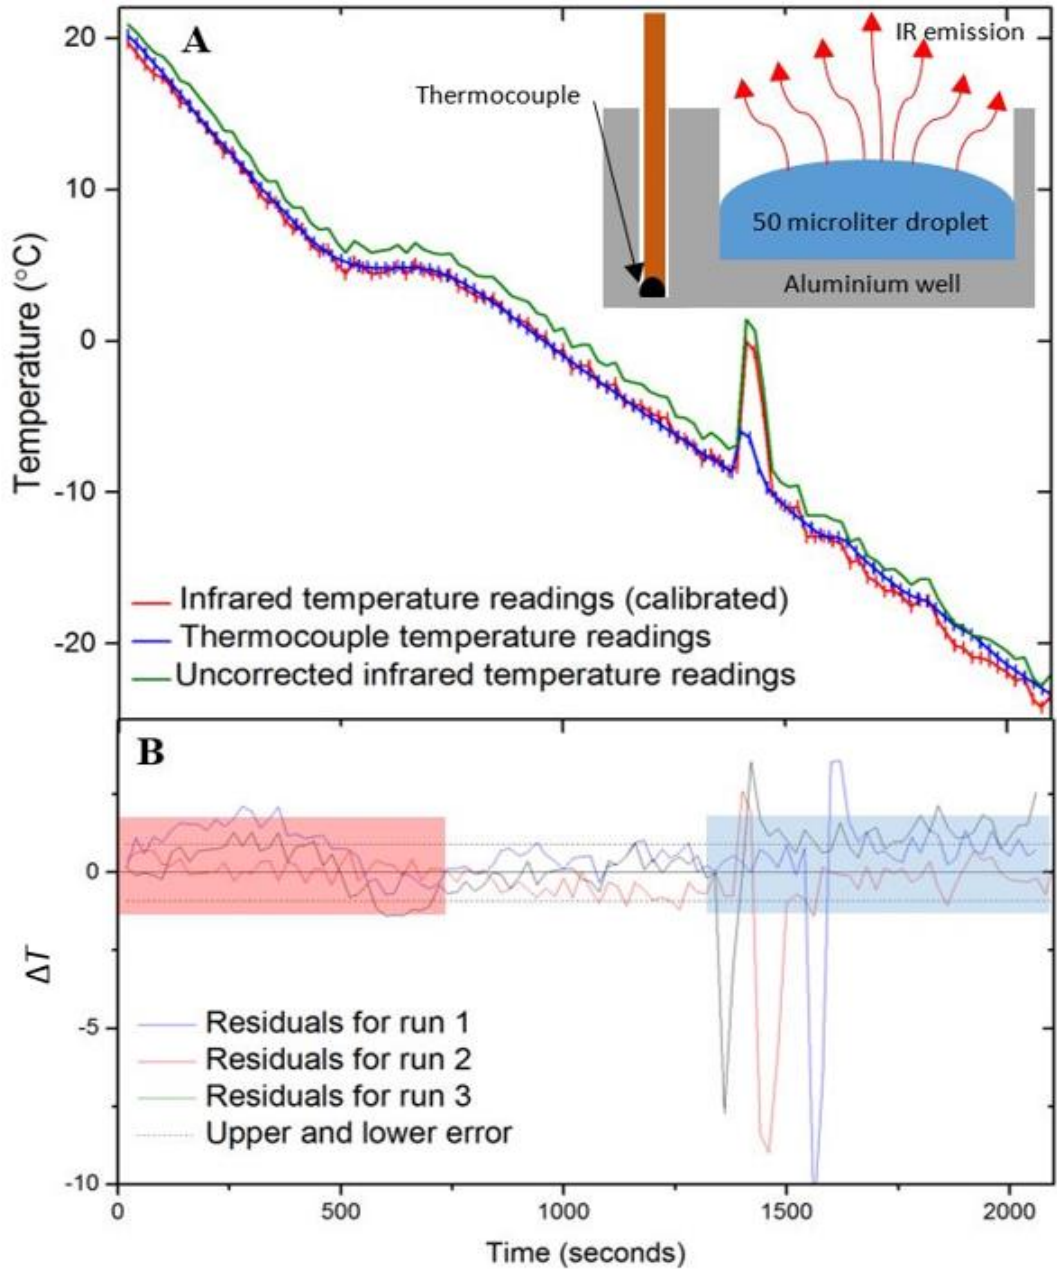 A
IR emission
Thermocouple
50 microliter droplet
Aluminium well
Temperature (°C)
20
10
0
-10
-20
Infrared temperature readings (calibrated)
Thermocouple temperature readings
Uncorrected infrared temperature readings
B
ΔT
0
-5
-10
Residuals for run 1
Residuals for run 2
Residuals for run 3
Upper and lower error
0
500
1000
1500
2000
Time (seconds)